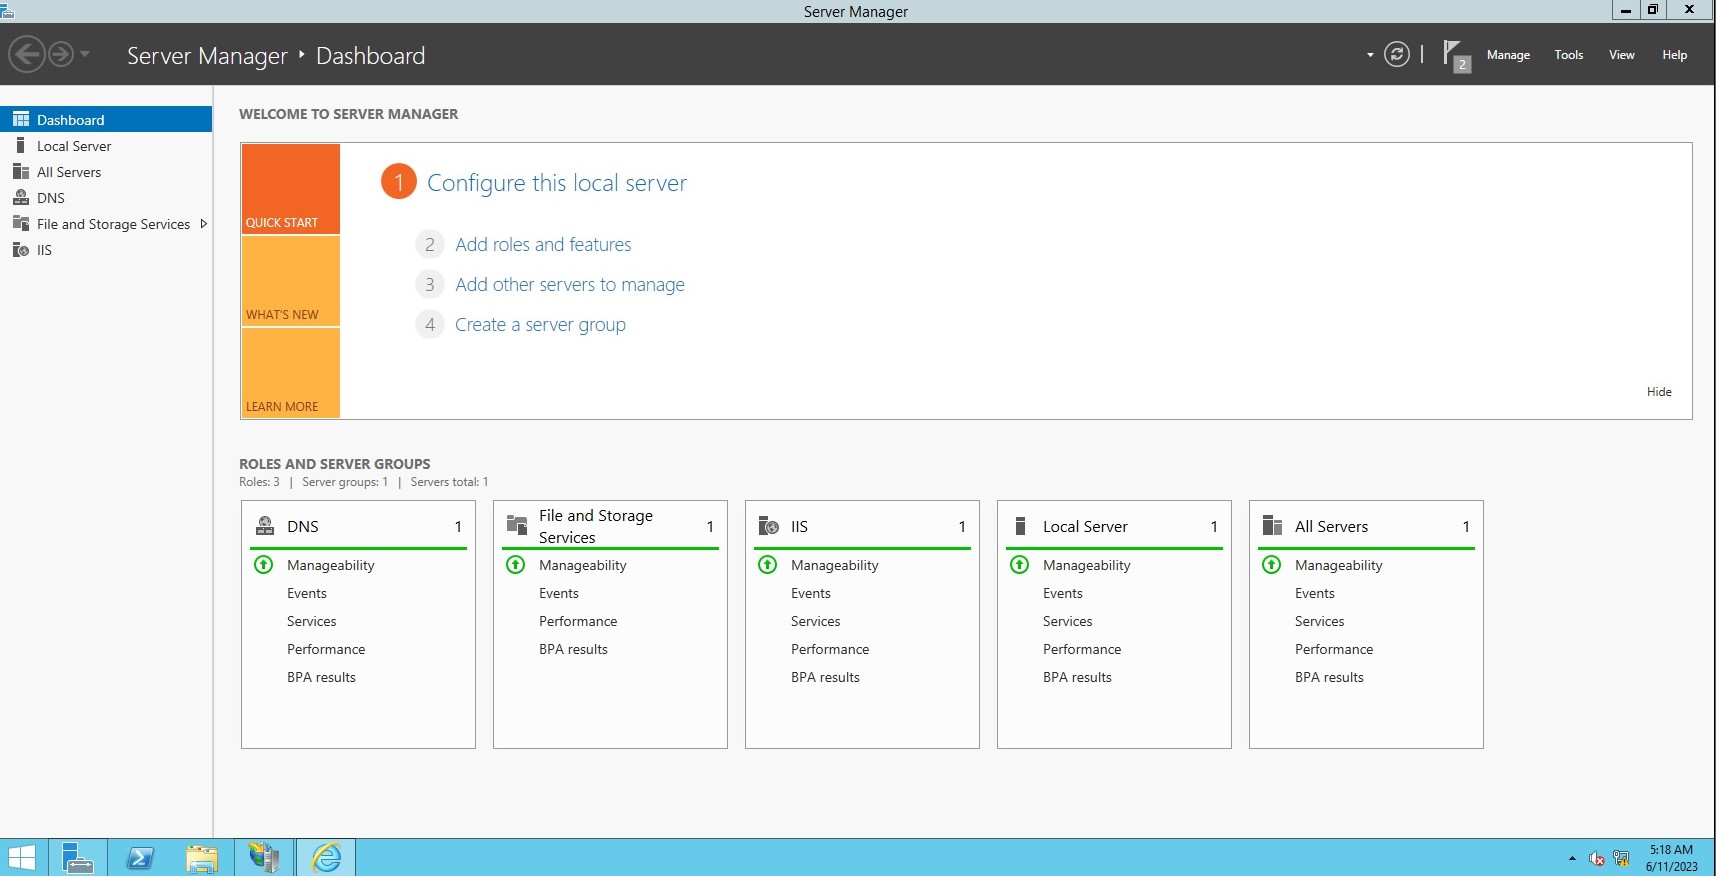 Server Manager
Server Manager ‣ Dashboard
2
Manage
Tools
View
Help
Dashboard
Local Server
All Servers
DNS
File and Storage Services
IIS
WELCOME TO SERVER MANAGER
QUICK START
WHAT'S NEW
LEARN MORE
1 Configure this local server
2 Add roles and features
3 Add other servers to manage
4 Create a server group
Hide
ROLES AND SERVER GROUPS
Roles: 3 | Server groups: 1 | Servers total: 1
DNS 1
Manageability
Events
Services
Performance
BPA results
File and Storage
Services 1
Manageability
Events
Performance
BPA results
IIS 1
Manageability
Events
Services
Performance
BPA results
Local Server 1
Manageability
Events
Services
Performance
BPA results
All Servers 1
Manageability
Events
Services
Performance
BPA results
5:18 AM
6/11/2023